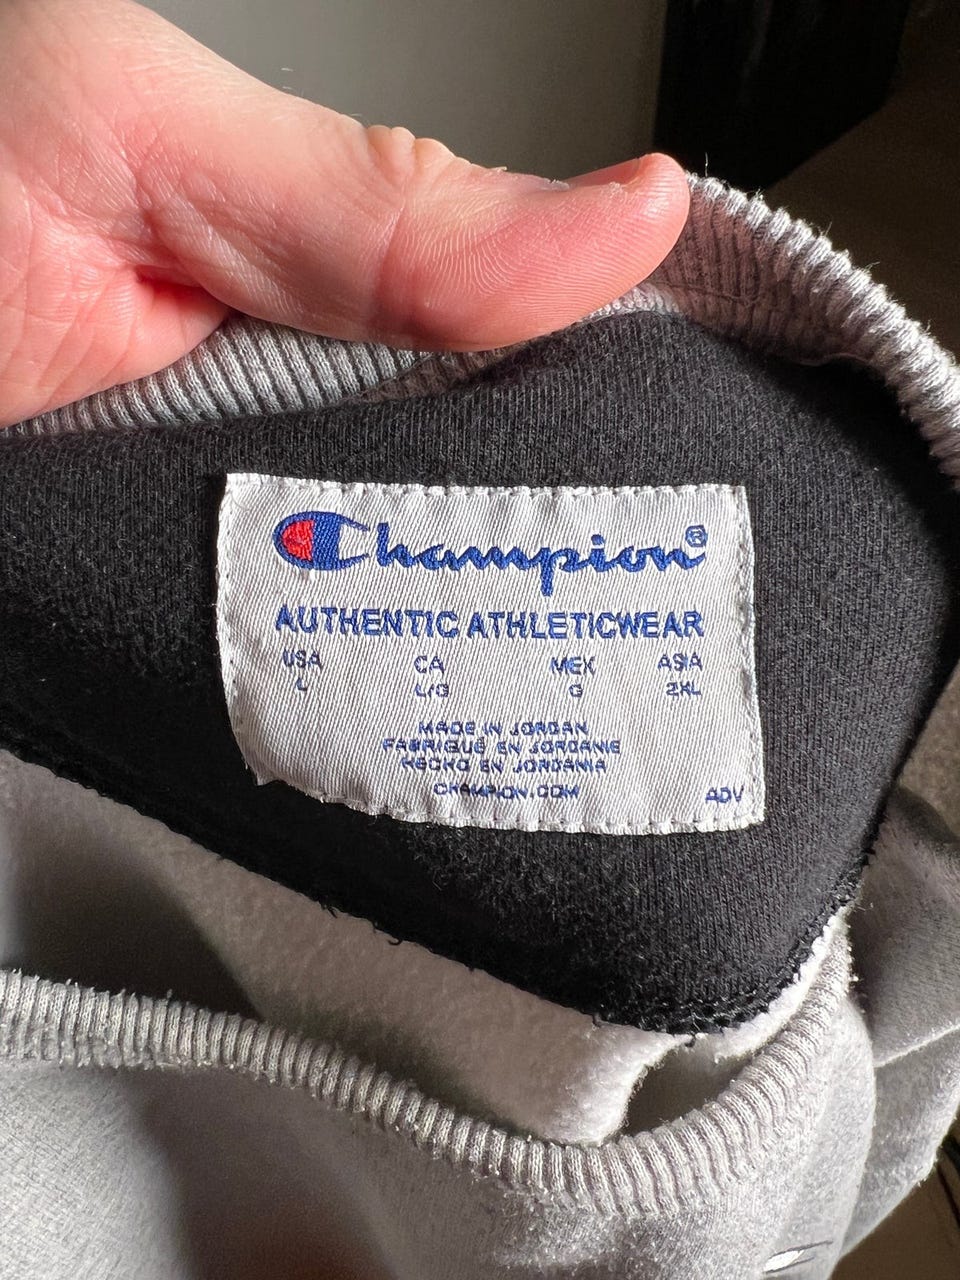 Champion®
AUTHENTIC ATHLETICWEAR
USA CA MEX ASIA
L L/G G 2XL
MADE IN JORDAN
FABRIQUÉ EN JORDANIE
HECHO EN JORDANIA
CHAMPION.COM ADV